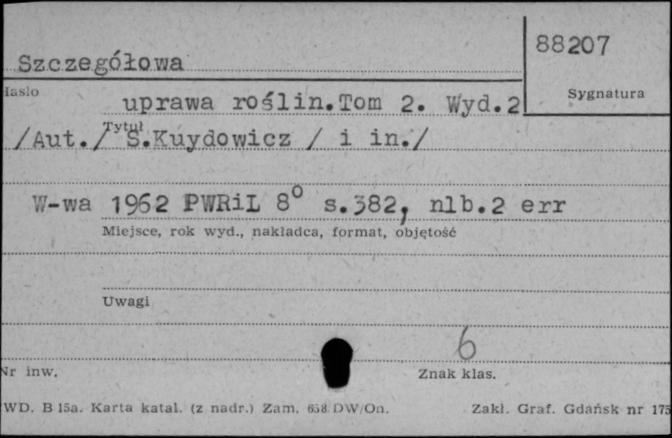 Szczegółowa
88207
Hasło
Sygnatura
uprawa roślin.Tom 2. Wyd.2
Tytuł
/Aut./ S.Kuydowicz / i in./
W-wa 1962 PWRiL 8° s.382, nlb.2 err
Miejsce, rok wyd., nakładca, format, objętość
Uwagi
6
Nr inw.
Znak klas.
WD. B 15a. Karta katal. (z nadr.) Zam. 658 DW/On.
Zakł. Graf. Gdańsk nr 175